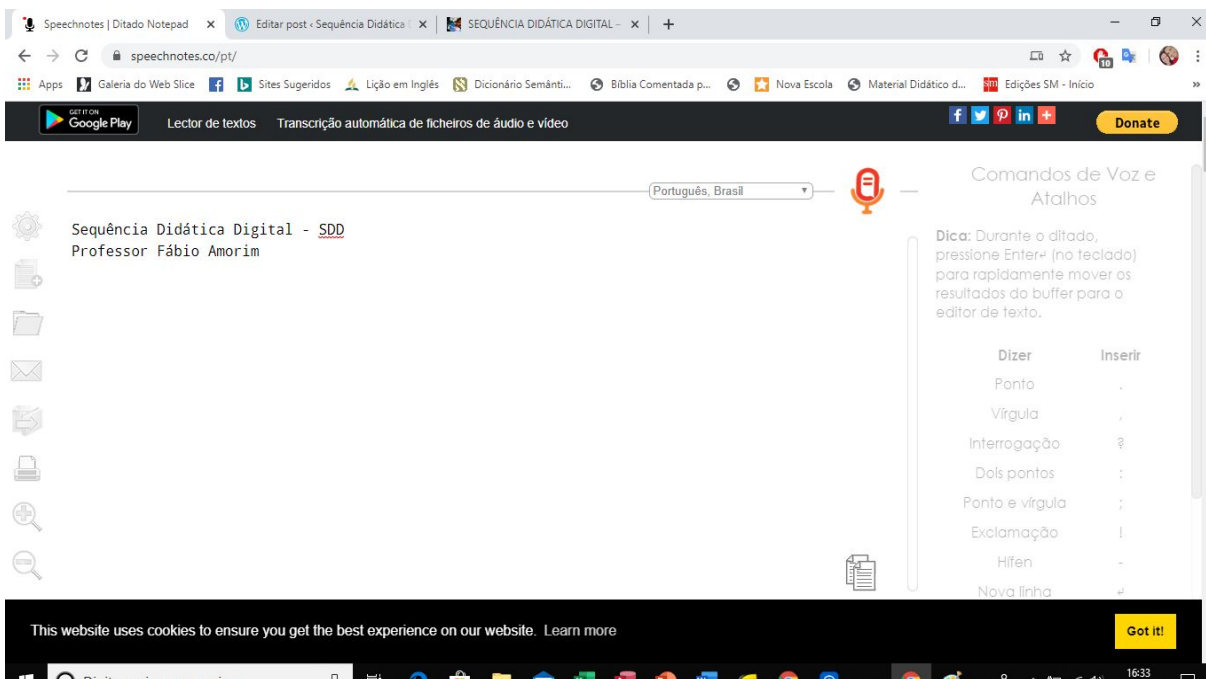 Speechnotes | Ditado Notepad
Editar post ‹ Sequência Didática
SEQUÊNCIA DIDÁTICA DIGITAL –
speechnotes.co/pt/
10
Apps Galeria do Web Slice Sites Sugeridos Lição em Inglês Dicionário Semânti... Bíblia Comentada p... Nova Escola Material Didático d... sm Edições SM - Início »
GET IT ON
Google Play
Lector de textos Transcrição automática de ficheiros de áudio e vídeo
Donate
Português, Brasil
Sequência Didática Digital - SDD
Professor Fábio Amorim
Comandos de Voz e
Atalhos
Dica: Durante o ditado,
pressione Enter↵ (no teclado)
para rapidamente mover os
resultados do buffer para o
editor de texto.
Dizer Inserir
Ponto .
Vírgula ,
Interrogação ?
Dois pontos :
Ponto e vírgula ;
Exclamação !
Hífen -
Nova linha ↵
This website uses cookies to ensure you get the best experience on our website. Learn more
Got it!
16:33